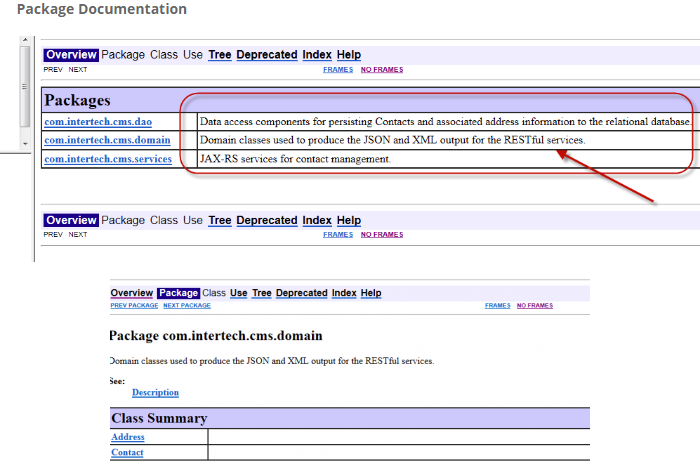 Package Documentation
Overview Package Class Use Tree Deprecated Index Help
PREV NEXT FRAMES NO FRAMES
Packages
com.intertech.cms.dao Data access components for persisting Contacts and associated address information to the relational database.
com.intertech.cms.domain Domain classes used to produce the JSON and XML output for the RESTful services.
com.intertech.cms.services JAX-RS services for contact management.
Overview Package Class Use Tree Deprecated Index Help
PREV NEXT FRAMES NO FRAMES
Overview Package Class Use Tree Deprecated Index Help
PREV PACKAGE NEXT PACKAGE FRAMES NO FRAMES
Package com.intertech.cms.domain
Domain classes used to produce the JSON and XML output for the RESTful services.
See:
Description
Class Summary
Address
Contact